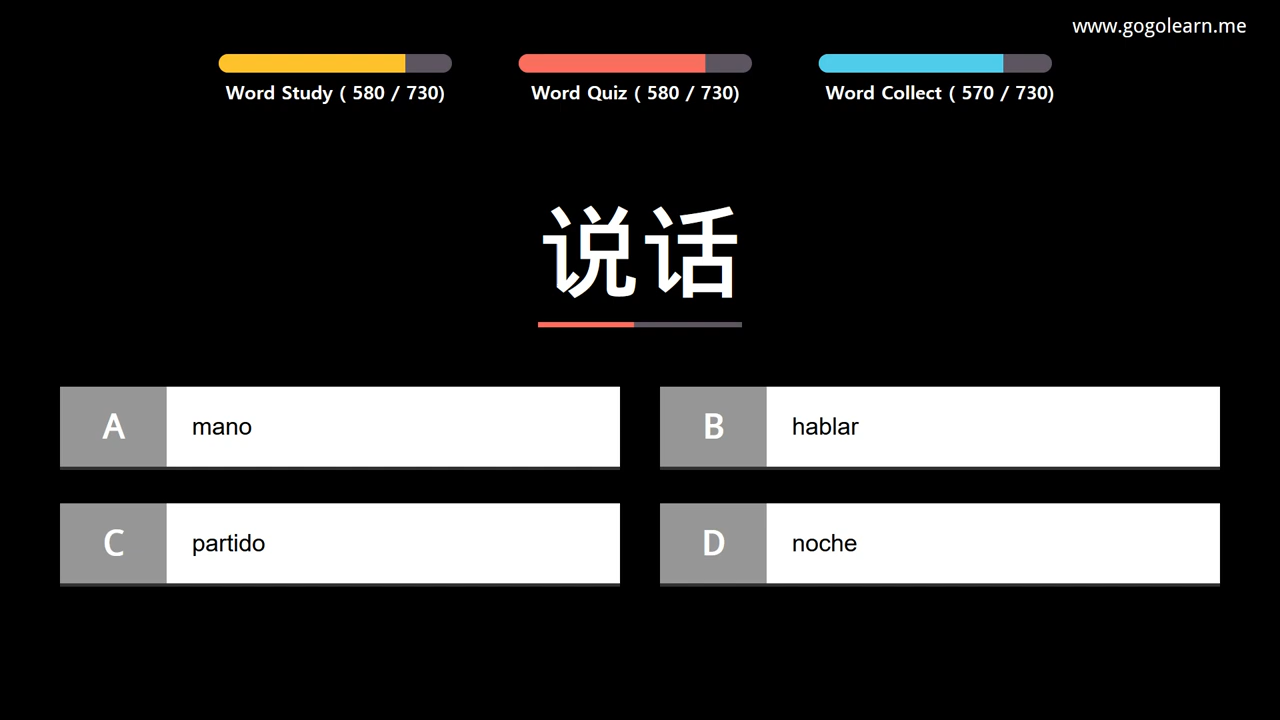 www.gogolearn.me
Word Study ( 580 / 730)
Word Quiz ( 580 / 730)
Word Collect ( 570 / 730)
说话
A mano
B hablar
C partido
D noche